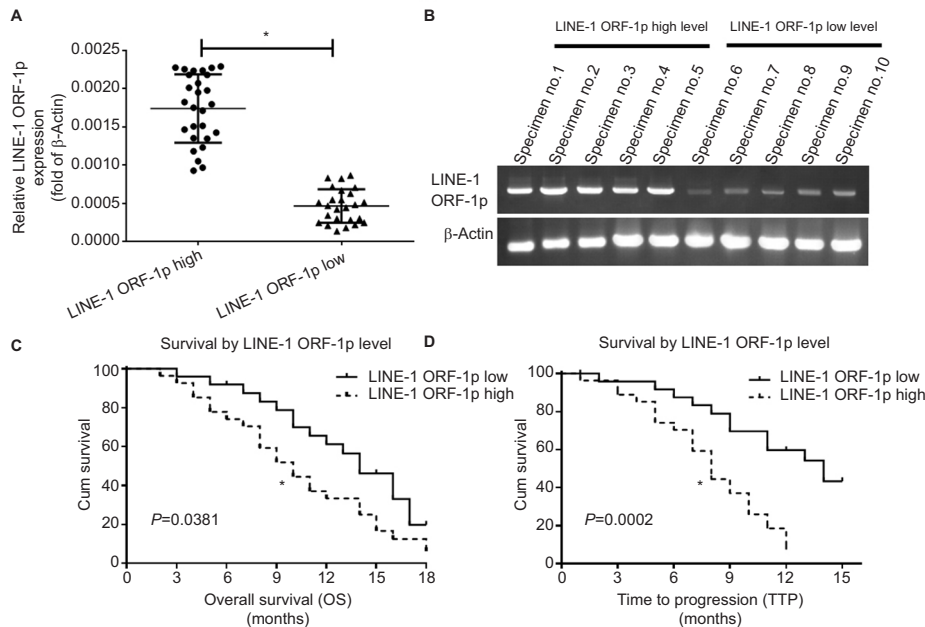 A
*
0.0025
0.0020
0.0015
0.0010
0.0005
0.0000
Relative LINE-1 ORF-1p
expression
(fold of β-Actin)
LINE-1 ORF-1p high
LINE-1 ORF-1p low
B
LINE-1 ORF-1p high level
LINE-1 ORF-1p low level
Specimen no.1
Specimen no.2
Specimen no.3
Specimen no.4
Specimen no.5
Specimen no.6
Specimen no.7
Specimen no.8
Specimen no.9
Specimen no.10
LINE-1
ORF-1p
β-Actin
C
Survival by LINE-1 ORF-1p level
LINE-1 ORF-1p low
LINE-1 ORF-1p high
100
80
60
40
20
0
Cum survival
*
P=0.0381
0 3 6 9 12 15 18
Overall survival (OS)
(months)
D
Survival by LINE-1 ORF-1p level
LINE-1 ORF-1p low
LINE-1 ORF-1p high
100
80
60
40
20
0
Cum survival
*
P=0.0002
0 3 6 9 12 15
Time to progression (TTP)
(months)